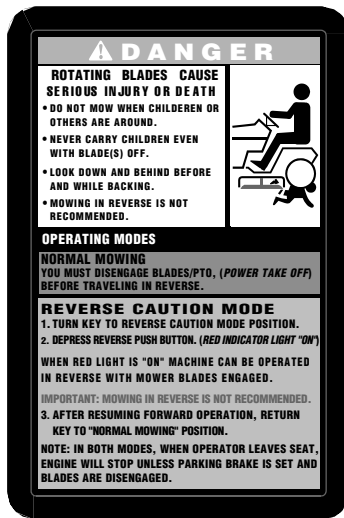 DANGER
ROTATING BLADES CAUSE
SERIOUS INJURY OR DEATH
• DO NOT MOW WHEN CHILDEREN OR
OTHERS ARE AROUND.
• NEVER CARRY CHILDREN EVEN
WITH BLADE(S) OFF.
• LOOK DOWN AND BEHIND BEFORE
AND WHILE BACKING.
• MOWING IN REVERSE IS NOT
RECOMMENDED.
OPERATING MODES
NORMAL MOWING
YOU MUST DISENGAGE BLADES/PTO, (POWER TAKE OFF)
BEFORE TRAVELING IN REVERSE.
REVERSE CAUTION MODE
1. TURN KEY TO REVERSE CAUTION MODE POSITION.
2. DEPRESS REVERSE PUSH BUTTON. (RED INDICATOR LIGHT "ON")
WHEN RED LIGHT IS "ON" MACHINE CAN BE OPERATED
IN REVERSE WITH MOWER BLADES ENGAGED.
IMPORTANT: MOWING IN REVERSE IS NOT RECOMMENDED.
3. AFTER RESUMING FORWARD OPERATION, RETURN
KEY TO "NORMAL MOWING" POSITION.
NOTE: IN BOTH MODES, WHEN OPERATOR LEAVES SEAT,
ENGINE WILL STOP UNLESS PARKING BRAKE IS SET AND
BLADES ARE DISENGAGED.